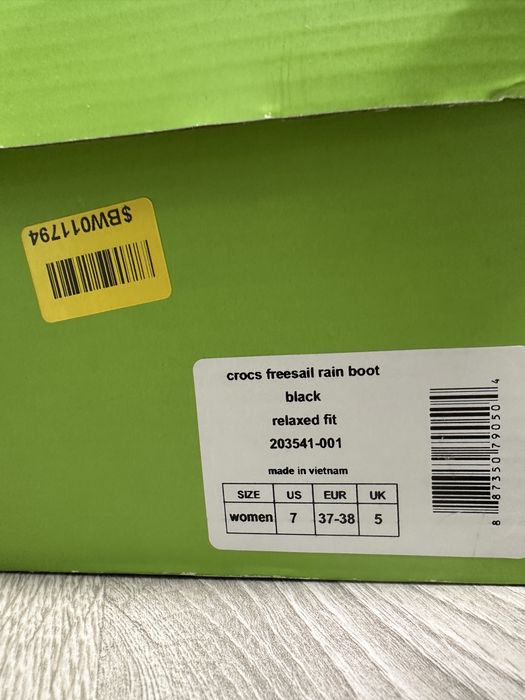 $BW011794
crocs freesail rain boot
black
relaxed fit
203541-001
made in vietnam
SIZE US EUR UK
women 7 37-38 5
8 87350 79050 4